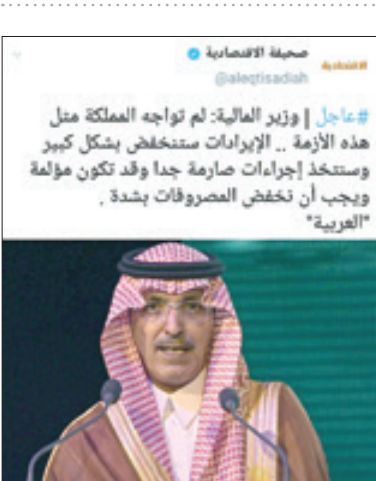 صحيفة الاقتصادية
الاقتصادية
@aleqtisadiah
#عاجل | وزير المالية: لم تواجه المملكة مثل
هذه الأزمة .. الإيرادات ستنخفض بشكل كبير
وسنتخذ إجراءات صارمة جدا وقد تكون مؤلمة
ويجب أن نخفض المصروفات بشدة .
"العربية"